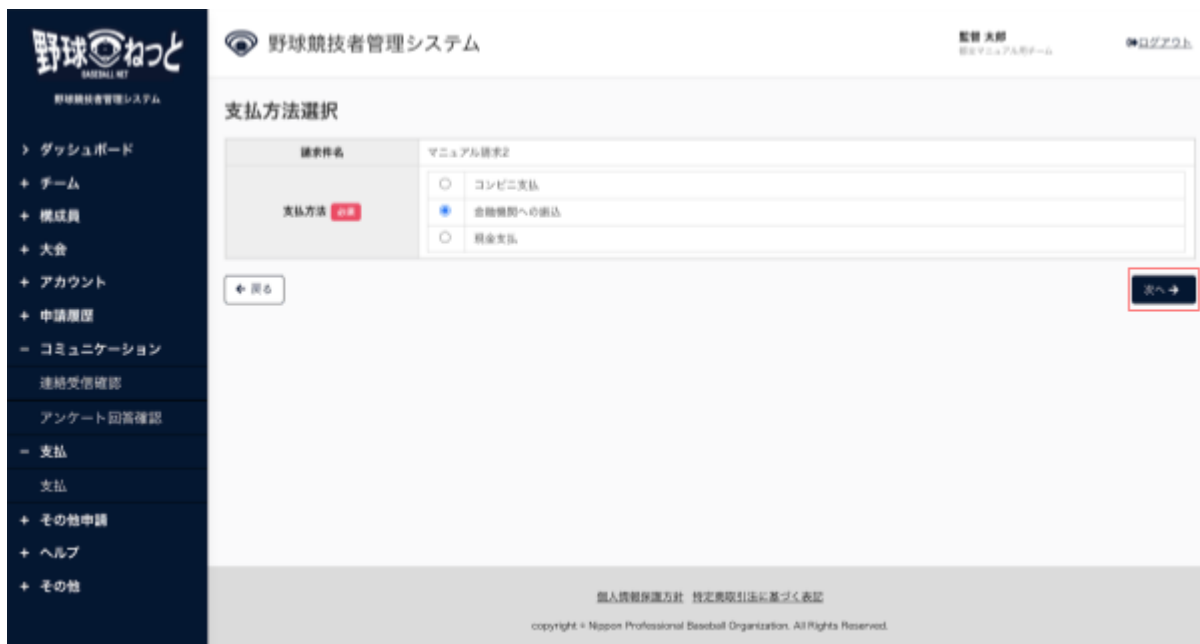 野球ねっと
BASEBALL NET
野球競技者管理システム
> ダッシュボード
+ チーム
+ 構成員
+ 大会
+ アカウント
+ 申請履歴
− コミュニケーション
連絡受信確認
アンケート回答確認
− 支払
支払
+ その他申請
+ ヘルプ
+ その他
野球競技者管理システム
監督 太郎
ログアウト
支払方法選択
請求件名 マニュアル請求2
支払方法 必須
コンビニ支払
金融機関への振込
現金支払
← 戻る
次へ →
個人情報保護方針 特定商取引法に基づく表記
copyright © Nippon Professional Baseball Organization. All Rights Reserved.